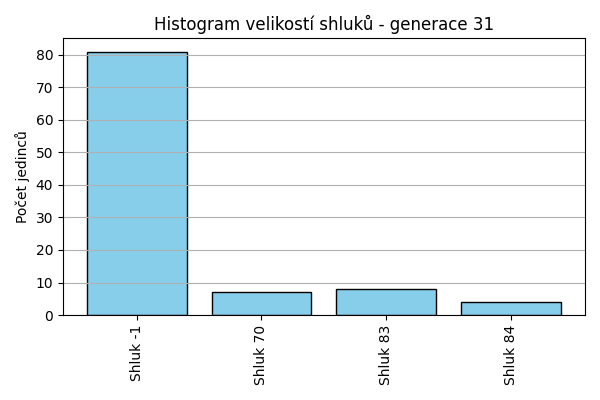 Histogram velikostí shluků - generace 31
Počet jedinců
80
70
60
50
40
30
20
10
0
Shluk -1
Shluk 70
Shluk 83
Shluk 84